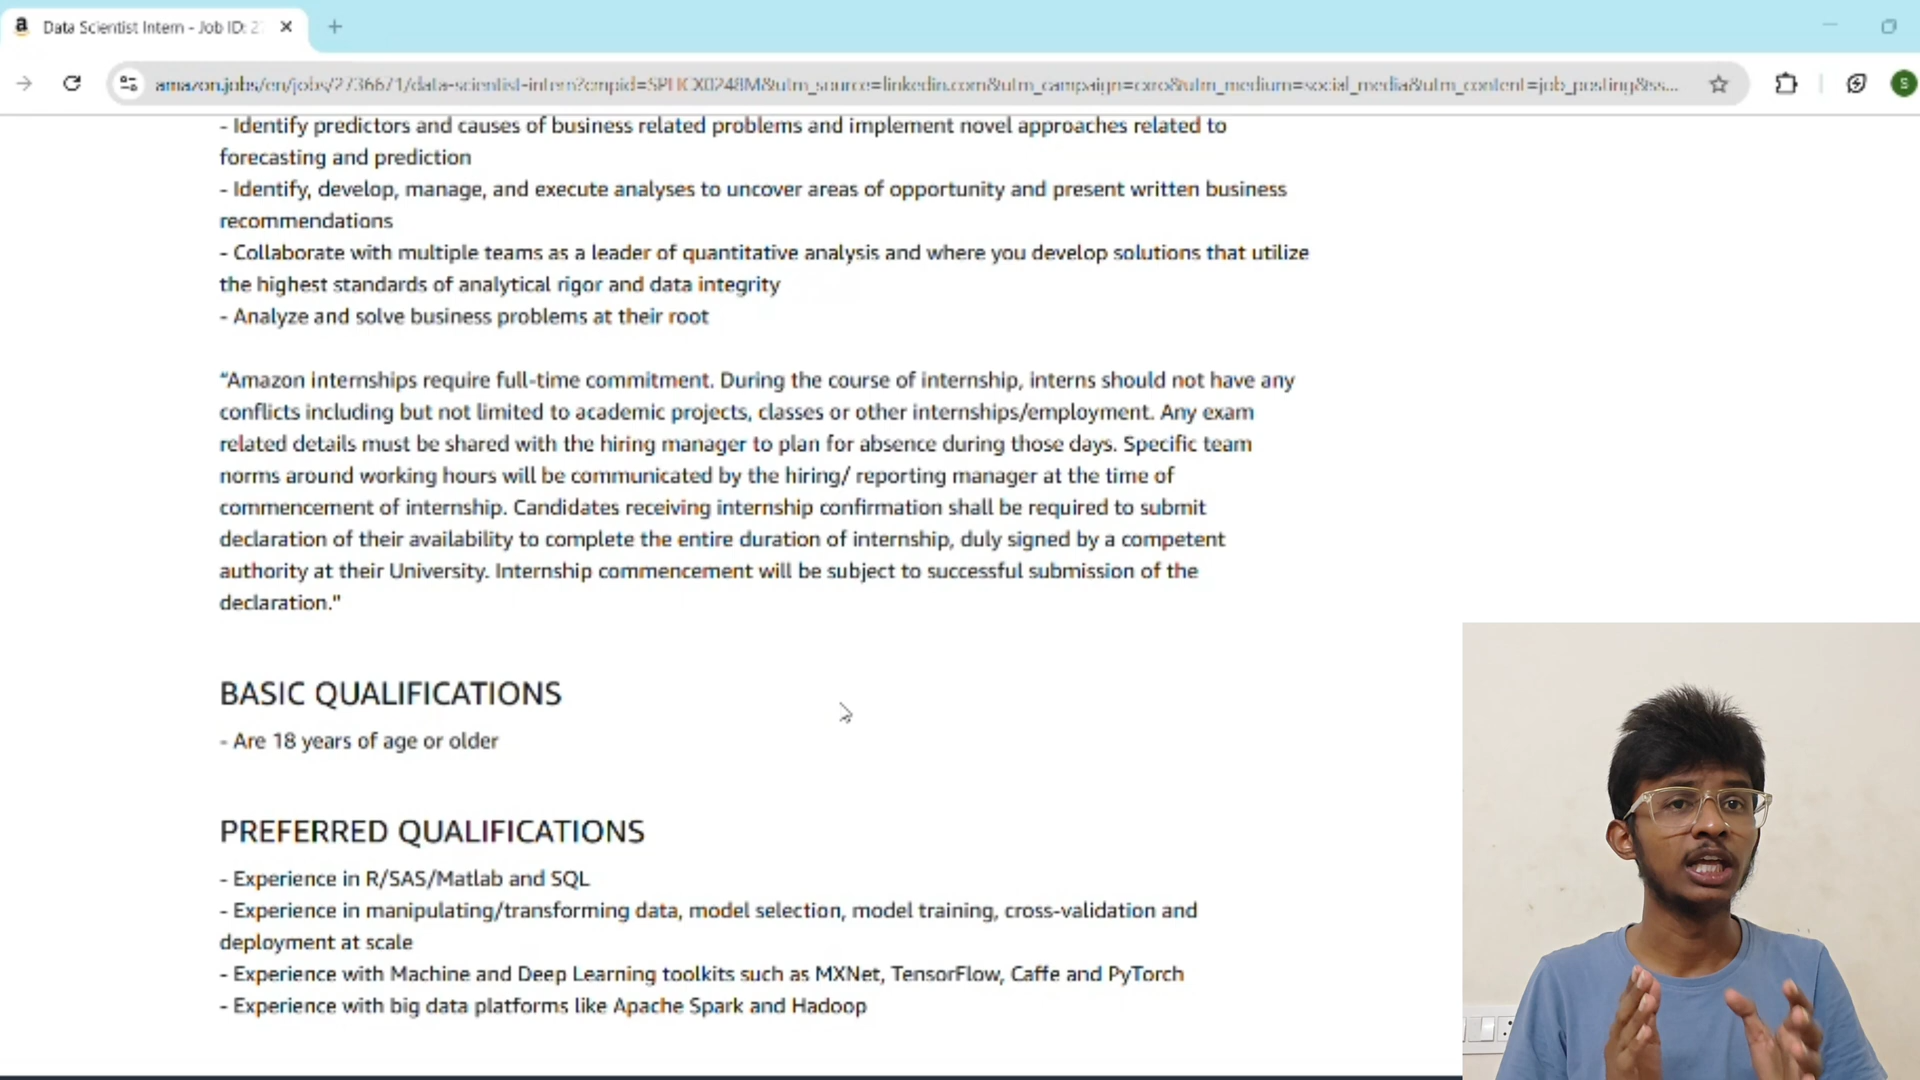 Data Scientist Intern - Job ID: 2
amazon.jobs/en/jobs/2736671/data-scientist-intern?cmpid=SPLICX0248M&utm_source=linkedin.com&utm_campaign=cxro&utm_medium=social_media&utm_content=job_posting&ss...
S
- Identify predictors and causes of business related problems and implement novel approaches related to
forecasting and prediction
- Identify, develop, manage, and execute analyses to uncover areas of opportunity and present written business
recommendations
- Collaborate with multiple teams as a leader of quantitative analysis and where you develop solutions that utilize
the highest standards of analytical rigor and data integrity
- Analyze and solve business problems at their root
“Amazon internships require full-time commitment. During the course of internship, interns should not have any
conflicts including but not limited to academic projects, classes or other internships/employment. Any exam
related details must be shared with the hiring manager to plan for absence during those days. Specific team
norms around working hours will be communicated by the hiring/ reporting manager at the time of
commencement of internship. Candidates receiving internship confirmation shall be required to submit
declaration of their availability to complete the entire duration of internship, duly signed by a competent
authority at their University. Internship commencement will be subject to successful submission of the
declaration."
BASIC QUALIFICATIONS
- Are 18 years of age or older
PREFERRED QUALIFICATIONS
- Experience in R/SAS/Matlab and SQL
- Experience in manipulating/transforming data, model selection, model training, cross-validation and
deployment at scale
- Experience with Machine and Deep Learning toolkits such as MXNet, TensorFlow, Caffe and PyTorch
- Experience with big data platforms like Apache Spark and Hadoop